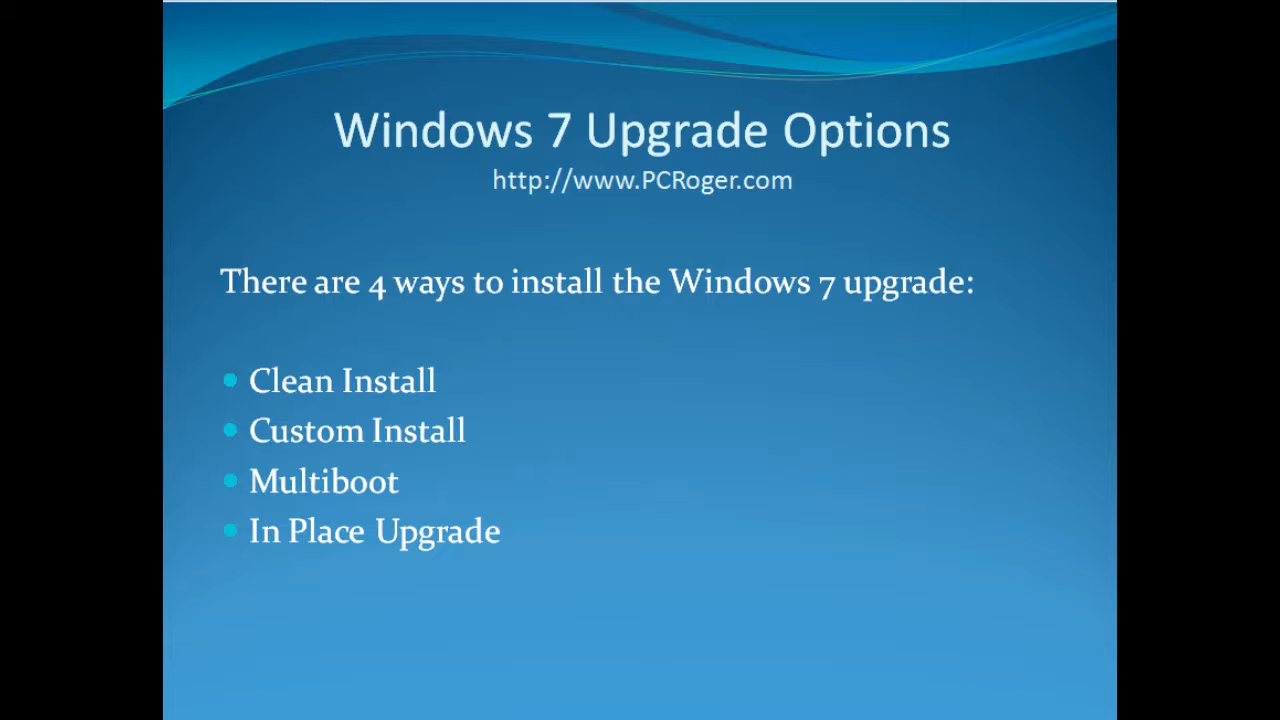 Windows 7 Upgrade Options
http://www.PCRoger.com
There are 4 ways to install the Windows 7 upgrade:
Clean Install
Custom Install
Multiboot
In Place Upgrade